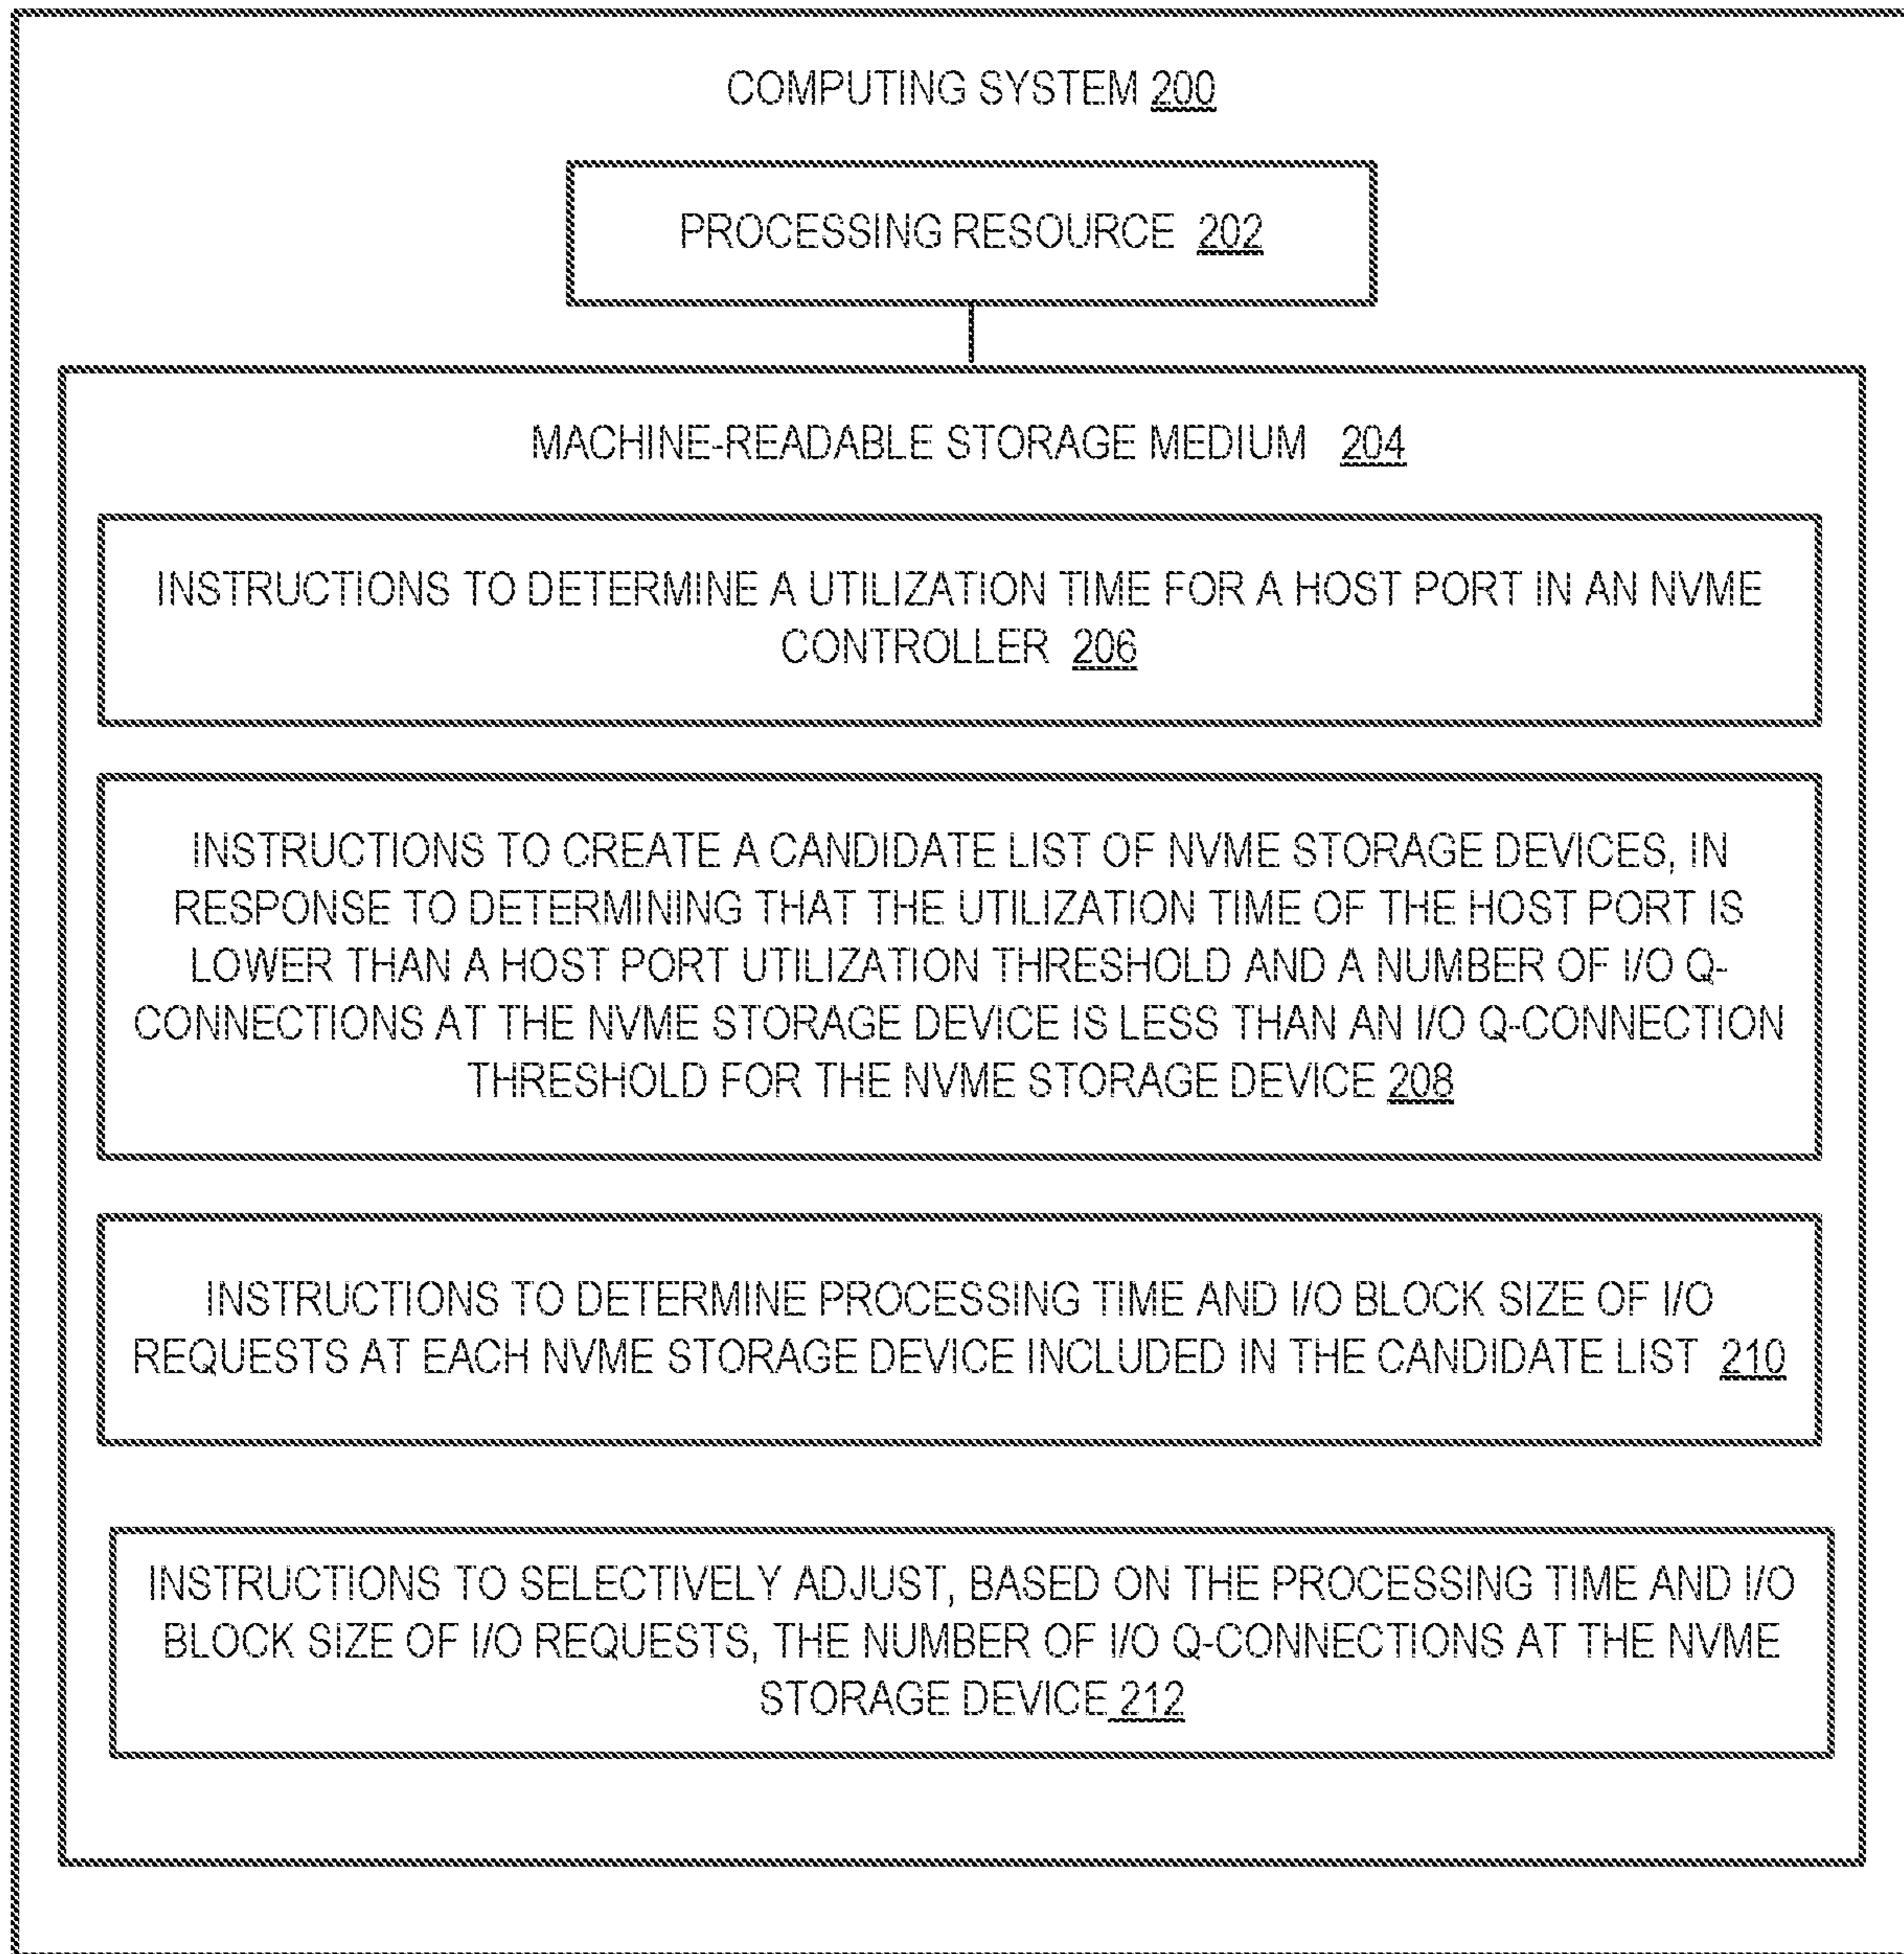 COMPUTING SYSTEM 200
PROCESSING RESOURCE 202
MACHINE-READABLE STORAGE MEDIUM 204
INSTRUCTIONS TO DETERMINE A UTILIZATION TIME FOR A HOST PORT IN AN NVME
CONTROLLER 206
INSTRUCTIONS TO CREATE A CANDIDATE LIST OF NVME STORAGE DEVICES, IN
RESPONSE TO DETERMINING THAT THE UTILIZATION TIME OF THE HOST PORT IS
LOWER THAN A HOST PORT UTILIZATION THRESHOLD AND A NUMBER OF I/O Q-
CONNECTIONS AT THE NVME STORAGE DEVICE IS LESS THAN AN I/O Q-CONNECTION
THRESHOLD FOR THE NVME STORAGE DEVICE 208
INSTRUCTIONS TO DETERMINE PROCESSING TIME AND I/O BLOCK SIZE OF I/O
REQUESTS AT EACH NVME STORAGE DEVICE INCLUDED IN THE CANDIDATE LIST 210
INSTRUCTIONS TO SELECTIVELY ADJUST, BASED ON THE PROCESSING TIME AND I/O
BLOCK SIZE OF I/O REQUESTS, THE NUMBER OF I/O Q-CONNECTIONS AT THE NVME
STORAGE DEVICE 212